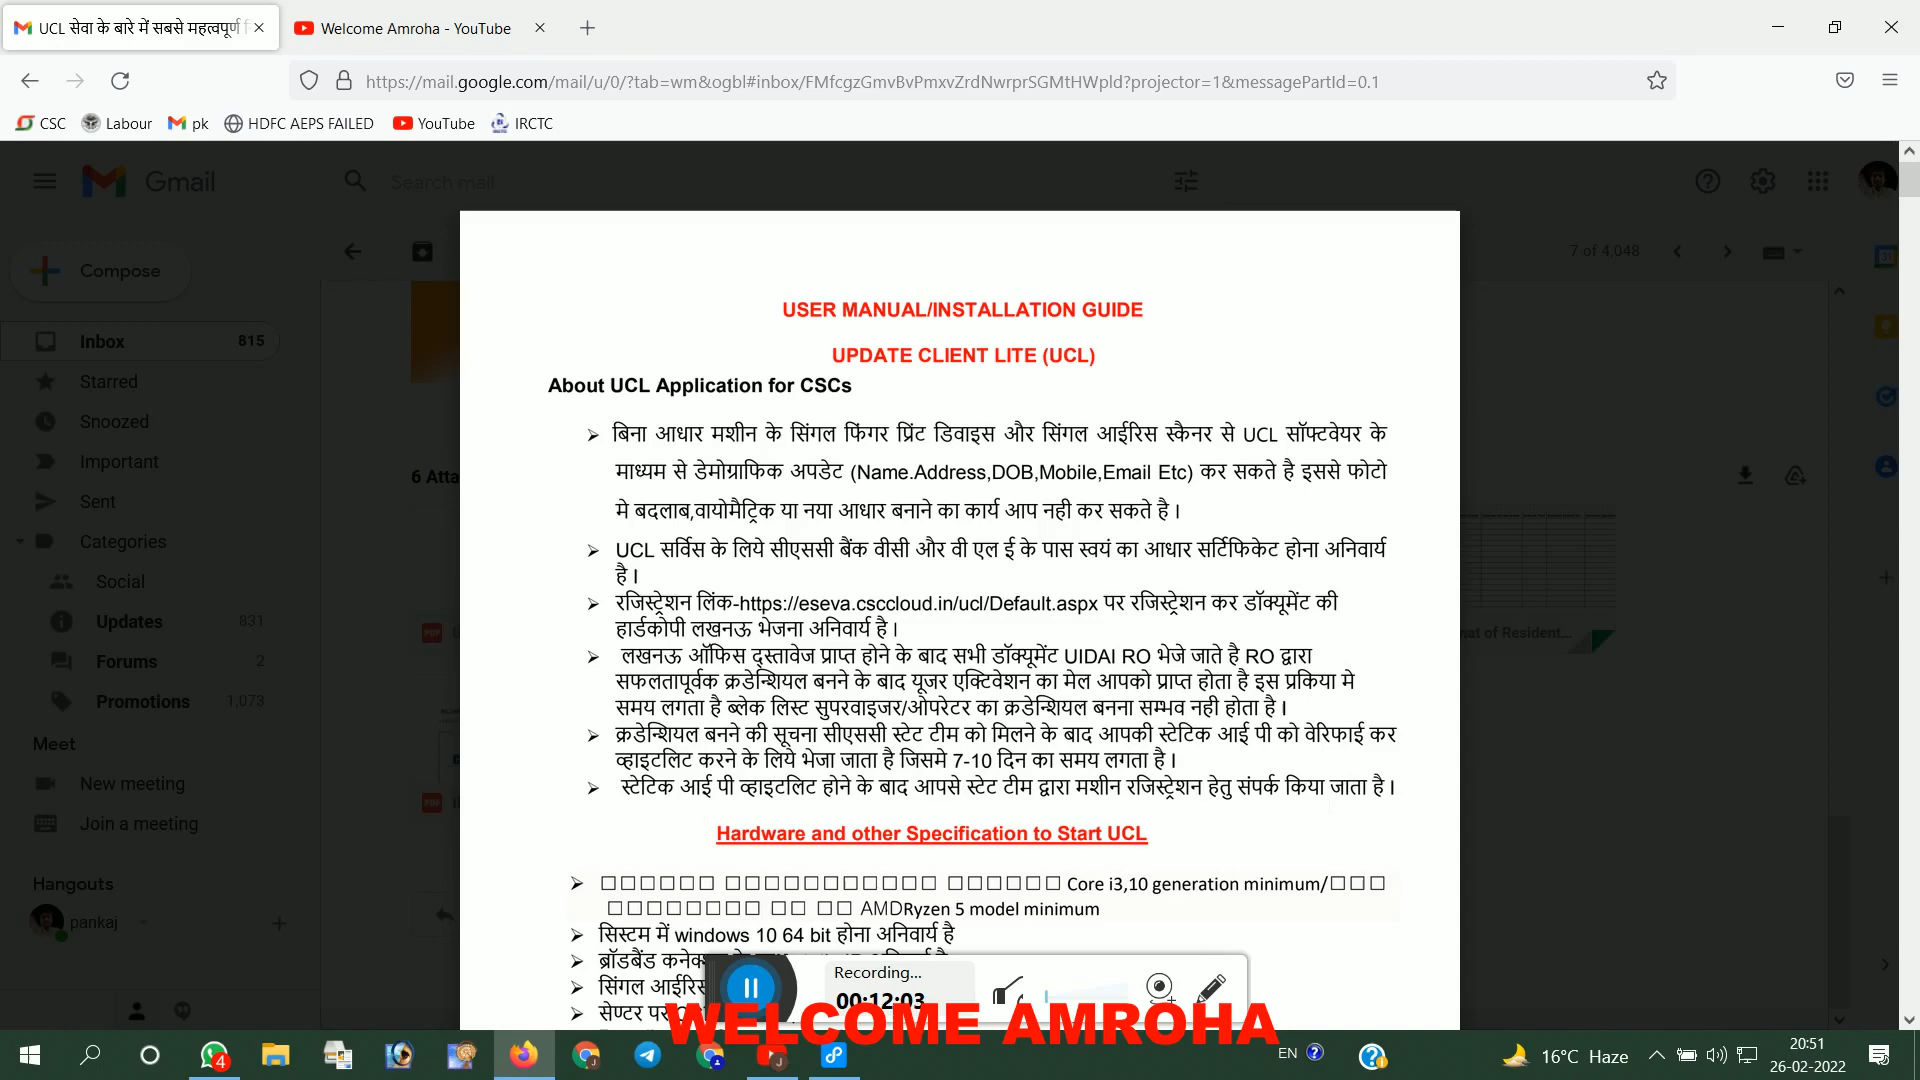 UCL सेवा के बारे में सबसे महत्वपूर्ण
Welcome Amroha - YouTube
https://mail.google.com/mail/u/0/?tab=wm&ogbl#inbox/FMfcgzGmvBvPmxvZrdNwrprSGMtHWpld?projector=1&messagePartId=0.1
CSC Labour pk HDFC AEPS FAILED YouTube IRCTC
Gmail
Search mail
Compose
7 of 4,048
Inbox 815
Starred
Snoozed
Important
Sent
Categories
Social
Updates 831
Forums 2
Promotions 1,073
Meet
New meeting
Join a meeting
Hangouts
pankaj
6 Atta
USER MANUAL/INSTALLATION GUIDE
UPDATE CLIENT LITE (UCL)
About UCL Application for CSCs
➢ बिना आधार मशीन के सिंगल फिंगर प्रिंट डिवाइस और सिंगल आईरिस स्कैनर से UCL सॉफ्टवेयर के
माध्यम से डेमोग्राफिक अपडेट (Name.Address,DOB,Mobile,Email Etc) कर सकते है इससे फोटो
मे बदलाब,वायोमैट्रिक या नया आधार बनाने का कार्य आप नही कर सकते है।
➢ UCL सर्विस के लिये सीएससी बैंक वीसी और वी एल ई के पास स्वयं का आधार सर्टिफिकेट होना अनिवार्य
है।
➢ रजिस्ट्रेशन लिंक-https://eseva.csccloud.in/ucl/Default.aspx पर रजिस्ट्रेशन कर डॉक्यूमेंट की
हार्डकोपी लखनऊ भेजना अनिवार्य है।
➢ लखनऊ ऑफिस द्स्तावेज प्राप्त होने के बाद सभी डॉक्यूमेंट UIDAI RO भेजे जाते है RO द्वारा
सफलतापूर्वक क्रडेन्शियल बनने के बाद यूजर एक्टिवेशन का मेल आपको प्राप्त होता है इस प्रकिया मे
समय लगता है ब्लेक लिस्ट सुपरवाइजर/ओपरेटर का क्रडेन्शियल बनना सम्भव नही होता है।
➢ क्रडेन्शियल बनने की सूचना सीएससी स्टेट टीम को मिलने के बाद आपकी स्टेटिक आई पी को वेरिफाई कर
व्हाइटलिट करने के लिये भेजा जाता है जिसमे 7-10 दिन का समय लगता है।
➢ स्टेटिक आई पी व्हाइटलिट होने के बाद आपसे स्टेट टीम द्वारा मशीन रजिस्ट्रेशन हेतु संपर्क किया जाता है।
Hardware and other Specification to Start UCL
➢ □□□□□□ □□□□□□□□□□□ □□□□□□ Core i3,10 generation minimum/□□□
□□□□□□□□ □□ □□ AMDRyzen 5 model minimum
➢ सिस्टम में windows 10 64 bit होना अनिवार्य है
➢ ब्रॉडबैंड
➢ सिंगल आईरिस
➢ सेण्टर पर
at of Resident...
Recording...
00:12:03
WELCOME AMROHA
4
EN
16°C Haze
20:51
26-02-2022